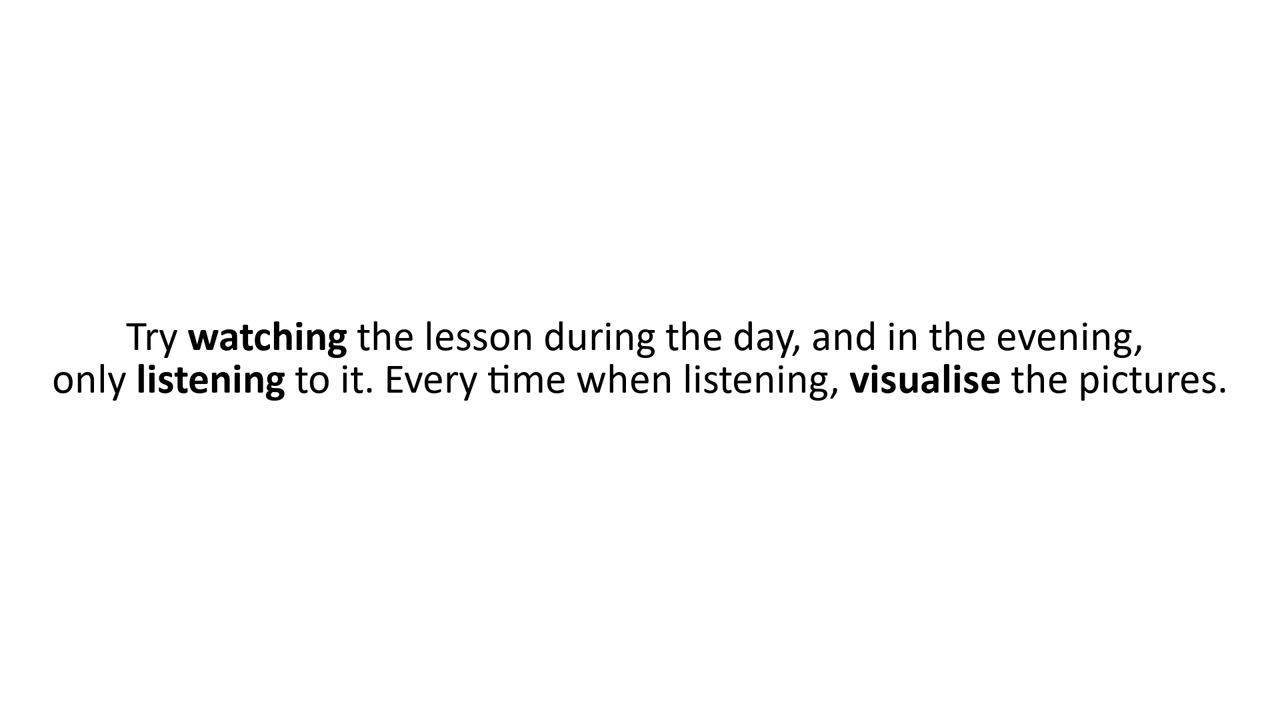 Try watching the lesson during the day, and in the evening,
only listening to it. Every time when listening, visualise the pictures.